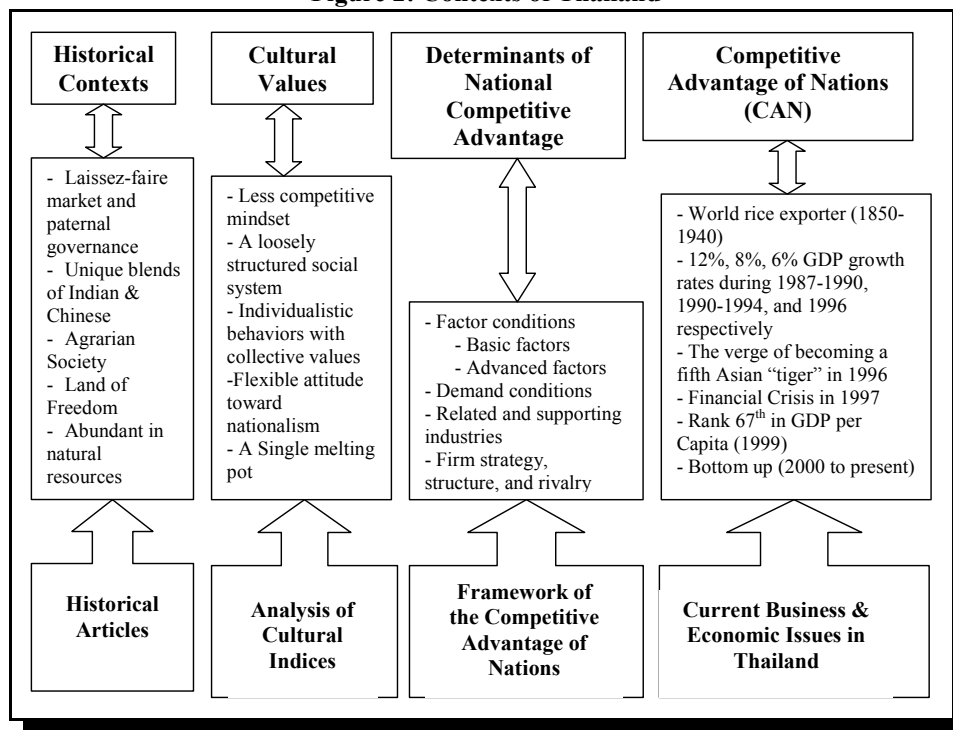 Figure 2: Contexts of Thailand
Historical
Contexts
- Laissez-faire
market and
paternal
governance
- Unique blends
of Indian &
Chinese
- Agrarian
Society
- Land of
Freedom
- Abundant in
natural
resources
Historical
Articles
Cultural
Values
- Less competitive
mindset
- A loosely
structured social
system
- Individualistic
behaviors with
collective values
-Flexible attitude
toward
nationalism
- A Single melting
pot
Analysis of
Cultural
Indices
Determinants of
National
Competitive
Advantage
- Factor conditions
- Basic factors
- Advanced factors
- Demand conditions
- Related and supporting
industries
- Firm strategy,
structure, and rivalry
Framework of
the Competitive
Advantage of
Nations
Competitive
Advantage of Nations
(CAN)
- World rice exporter (1850-
1940)
- 12%, 8%, 6% GDP growth
rates during 1987-1990,
1990-1994, and 1996
respectively
- The verge of becoming a
fifth Asian “tiger” in 1996
- Financial Crisis in 1997
- Rank 67th in GDP per
Capita (1999)
- Bottom up (2000 to present)
Current Business &
Economic Issues in
Thailand